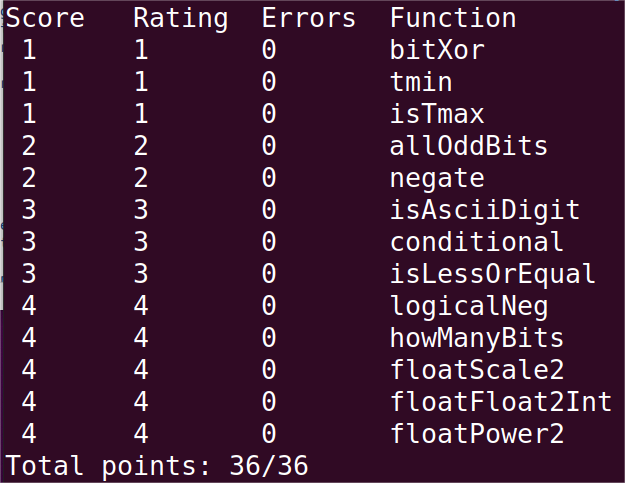 Score   Rating  Errors  Function
 1      1       0       bitXor
 1      1       0       tmin
 1      1       0       isTmax
 2      2       0       allOddBits
 2      2       0       negate
 3      3       0       isAsciiDigit
 3      3       0       conditional
 3      3       0       isLessOrEqual
 4      4       0       logicalNeg
 4      4       0       howManyBits
 4      4       0       floatScale2
 4      4       0       floatFloat2Int
 4      4       0       floatPower2
Total points: 36/36